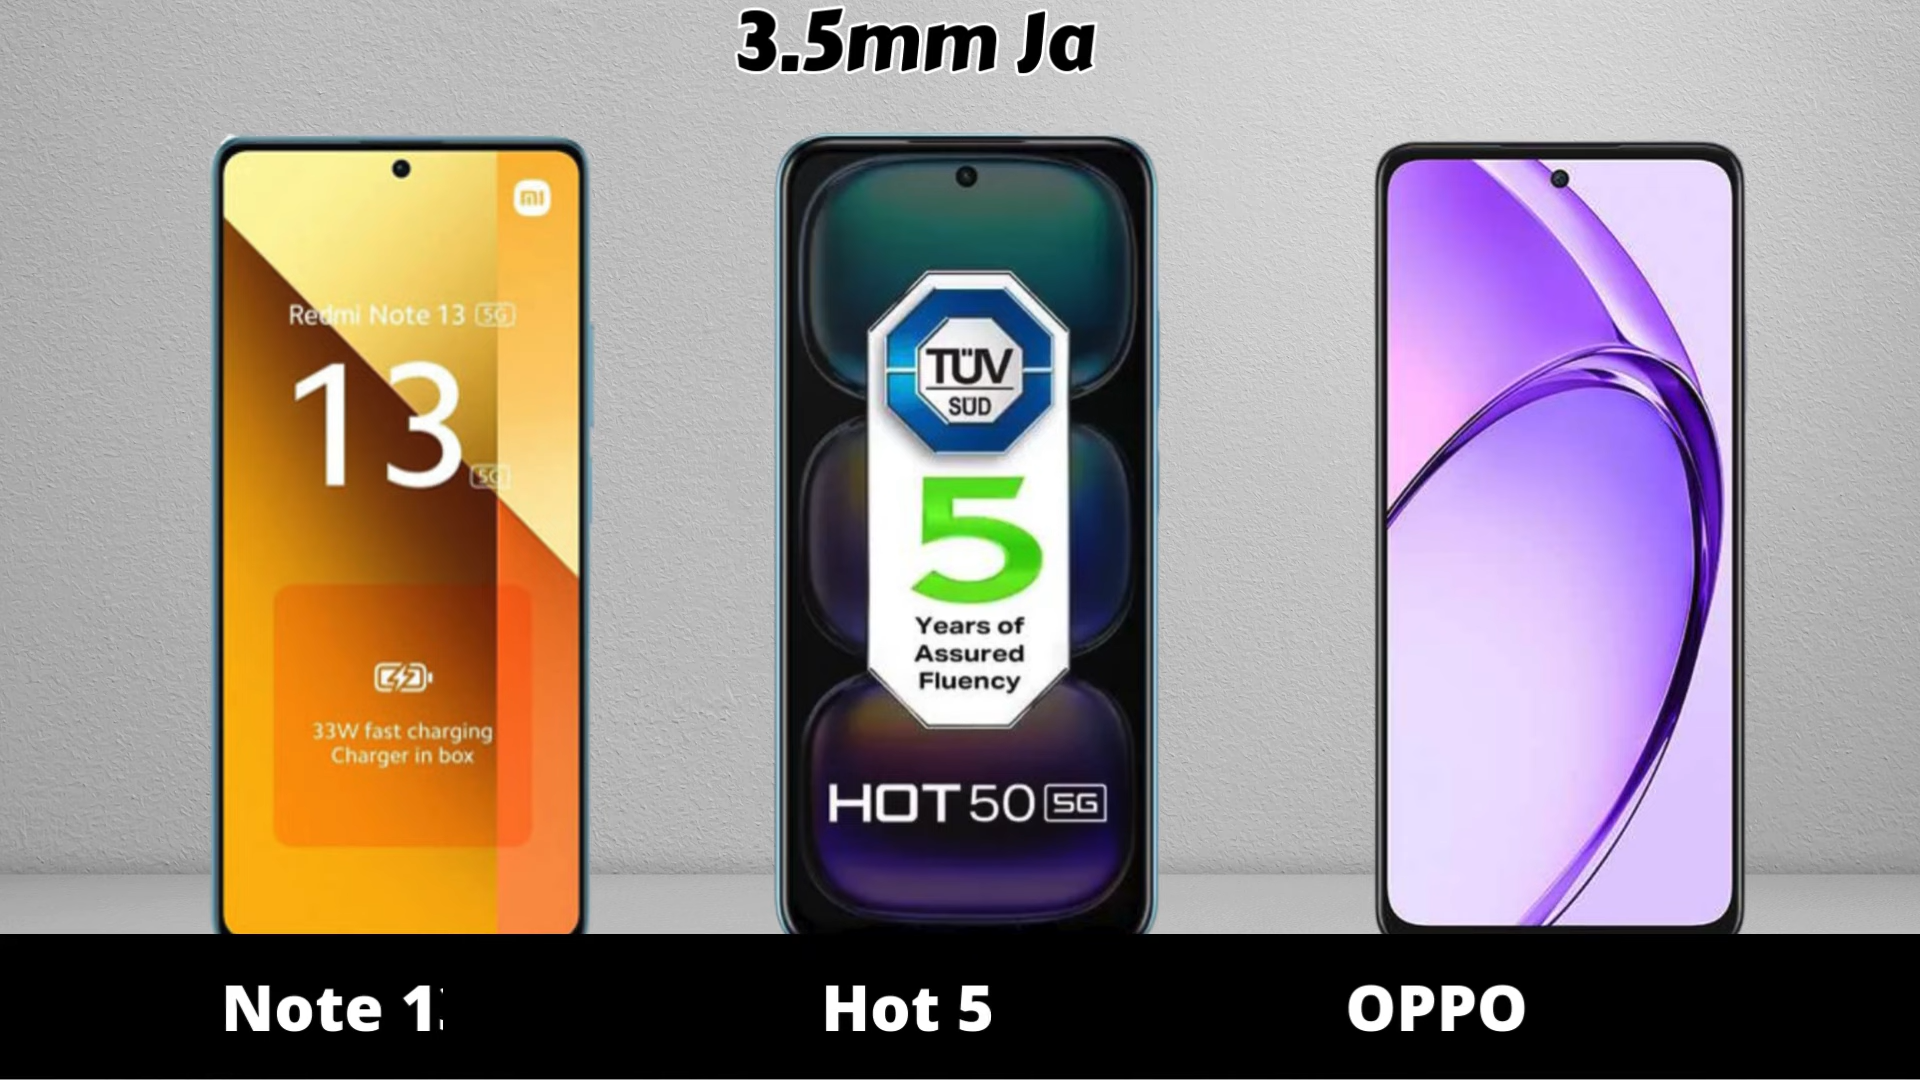 3.5mm Ja
mi
Redmi Note 13 5G
13
5G
33W fast charging
Charger in box
TÜV
SÜD
5
Years of
Assured
Fluency
HOT 50 5G
Note 1
Hot 5
OPPO